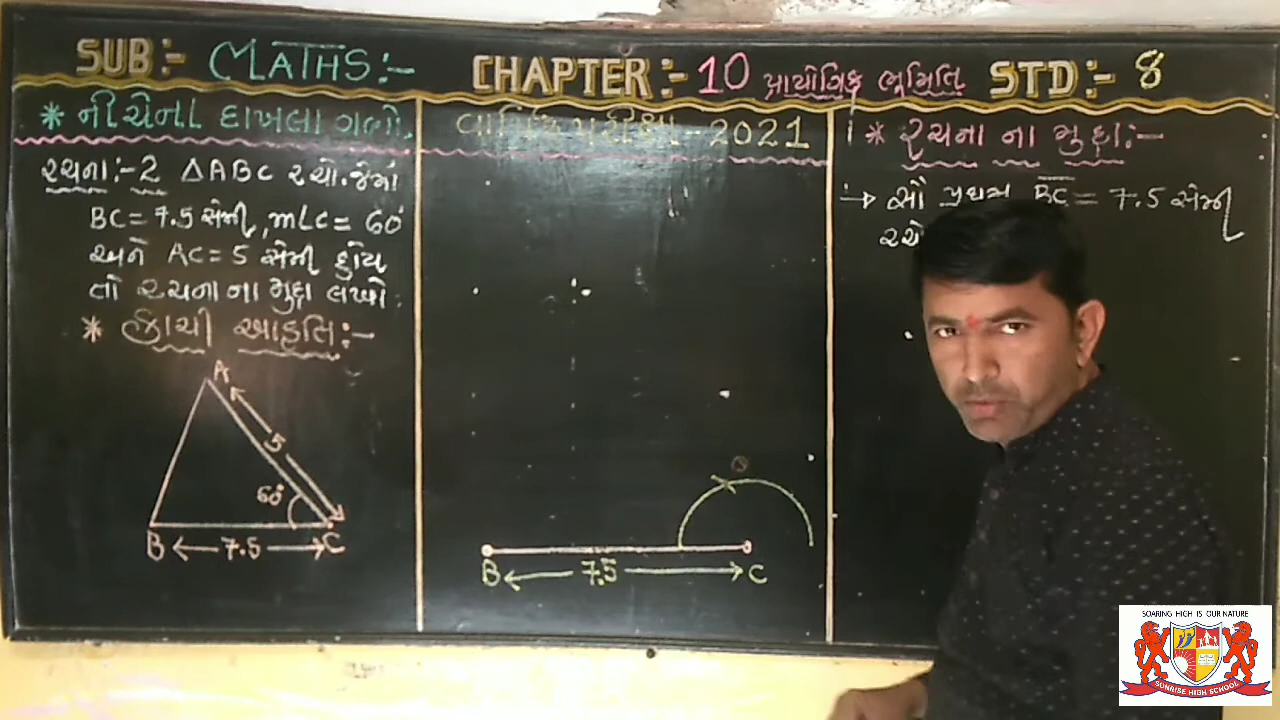 SUB:- MATHS:- CHAPTER:- 10 પ્રાયોગિક ભૂમિતિ STD:- 8
* નીચેના દાખલા ગણો.
રચના:-2 △ABC રચો. જેમાં
BC = 7.5 સેમી, m∠C = 60°
અને AC = 5 સેમી હોય
તો રચનાના મુદ્દા લખો.
* કાચી આકૃતિ:-
A
5
60°
B 7.5 C
વાર્ષિક પરીક્ષા - 2021
B 7.5 C
* રચના ના મુદ્દા:-
સૌ પ્રથમ BC = 7.5 સેમી
SOARING HIGH IS OUR NATURE
SUNRISE HIGH SCHOOL